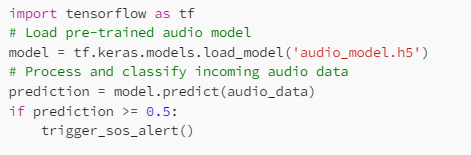 import tensorflow as tf
# Load pre-trained audio model
model = tf.keras.models.load_model('audio_model.h5')
# Process and classify incoming audio data
prediction = model.predict(audio_data)
if prediction >= 0.5:
    trigger_sos_alert()